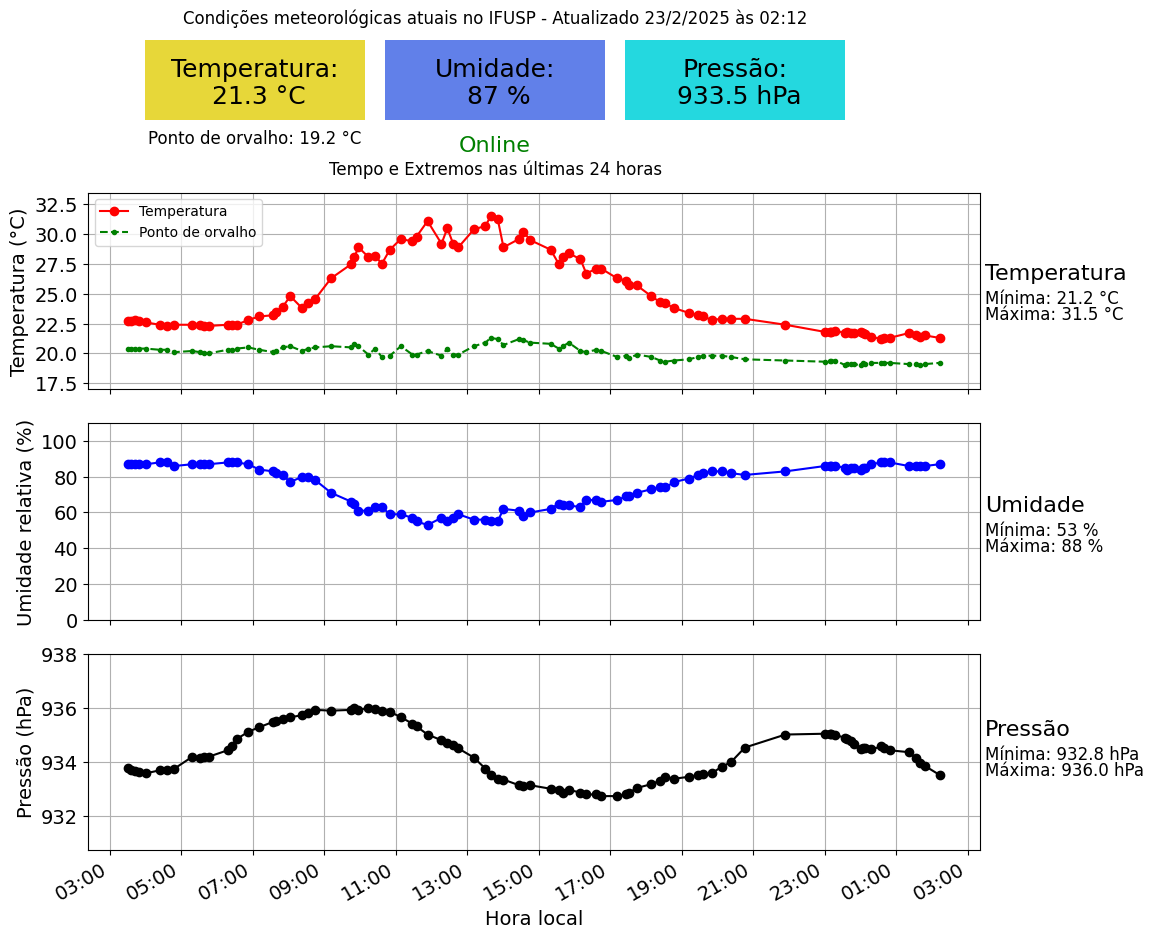 Condições meteorológicas atuais no IFUSP - Atualizado 23/2/2025 às 02:12
Temperatura:
21.3 °C
Umidade:
87 %
Pressão:
933.5 hPa
Ponto de orvalho: 19.2 °C
Online
Tempo e Extremos nas últimas 24 horas
Temperatura (°C)
32.5
30.0
27.5
25.0
22.5
20.0
17.5
Temperatura
Ponto de orvalho
Temperatura
Mínima: 21.2 °C
Máxima: 31.5 °C
Umidade relativa (%)
100
80
60
40
20
0
Umidade
Mínima: 53 %
Máxima: 88 %
Pressão (hPa)
938
936
934
932
Pressão
Mínima: 932.8 hPa
Máxima: 936.0 hPa
03:00 05:00 07:00 09:00 11:00 13:00 15:00 17:00 19:00 21:00 23:00 01:00 03:00
Hora local